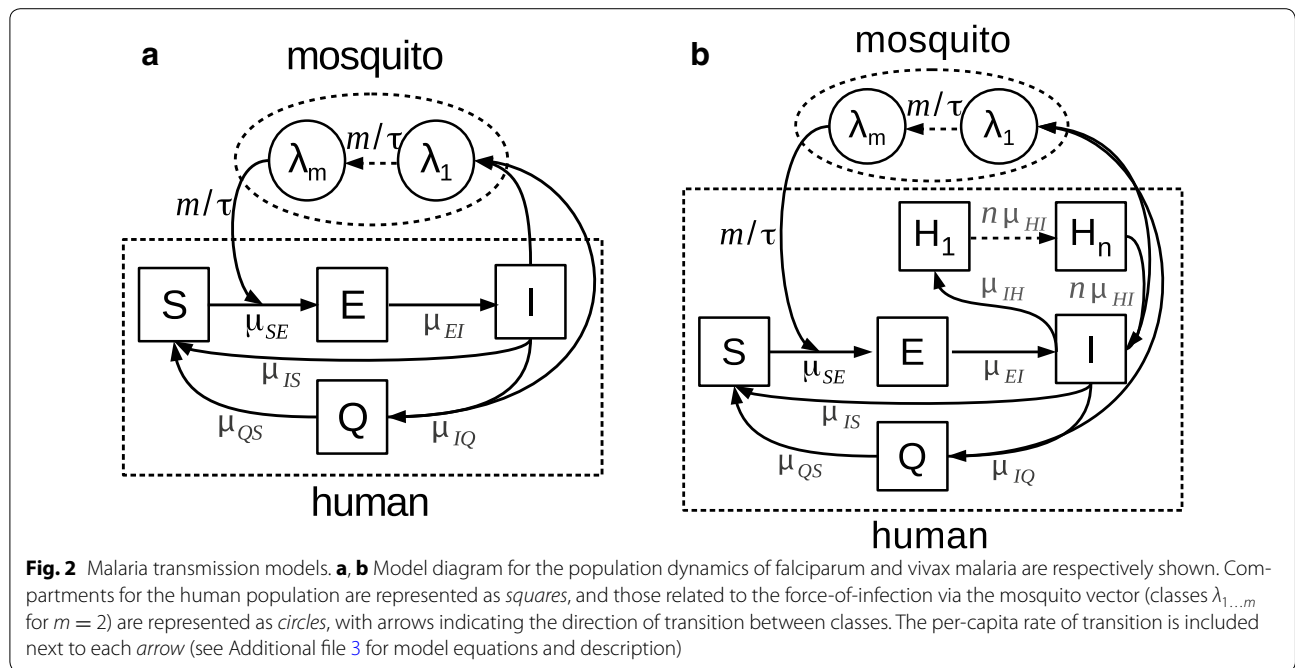 a
mosquito
λm
m/τ
λ1
m/τ
S
μSE
E
μEI
I
μIS
Q
μQS
μIQ
human
b
mosquito
λm
m/τ
λ1
m/τ
H1
nμHI
Hn
μIH
nμHI
S
μSE
E
μEI
I
μIS
Q
μQS
μIQ
human
Fig. 2 Malaria transmission models. a, b Model diagram for the population dynamics of falciparum and vivax malaria are respectively shown. Com-
partments for the human population are represented as squares, and those related to the force-of-infection via the mosquito vector (classes λ1…m
for m = 2) are represented as circles, with arrows indicating the direction of transition between classes. The per-capita rate of transition is included
next to each arrow (see Additional file 3 for model equations and description)